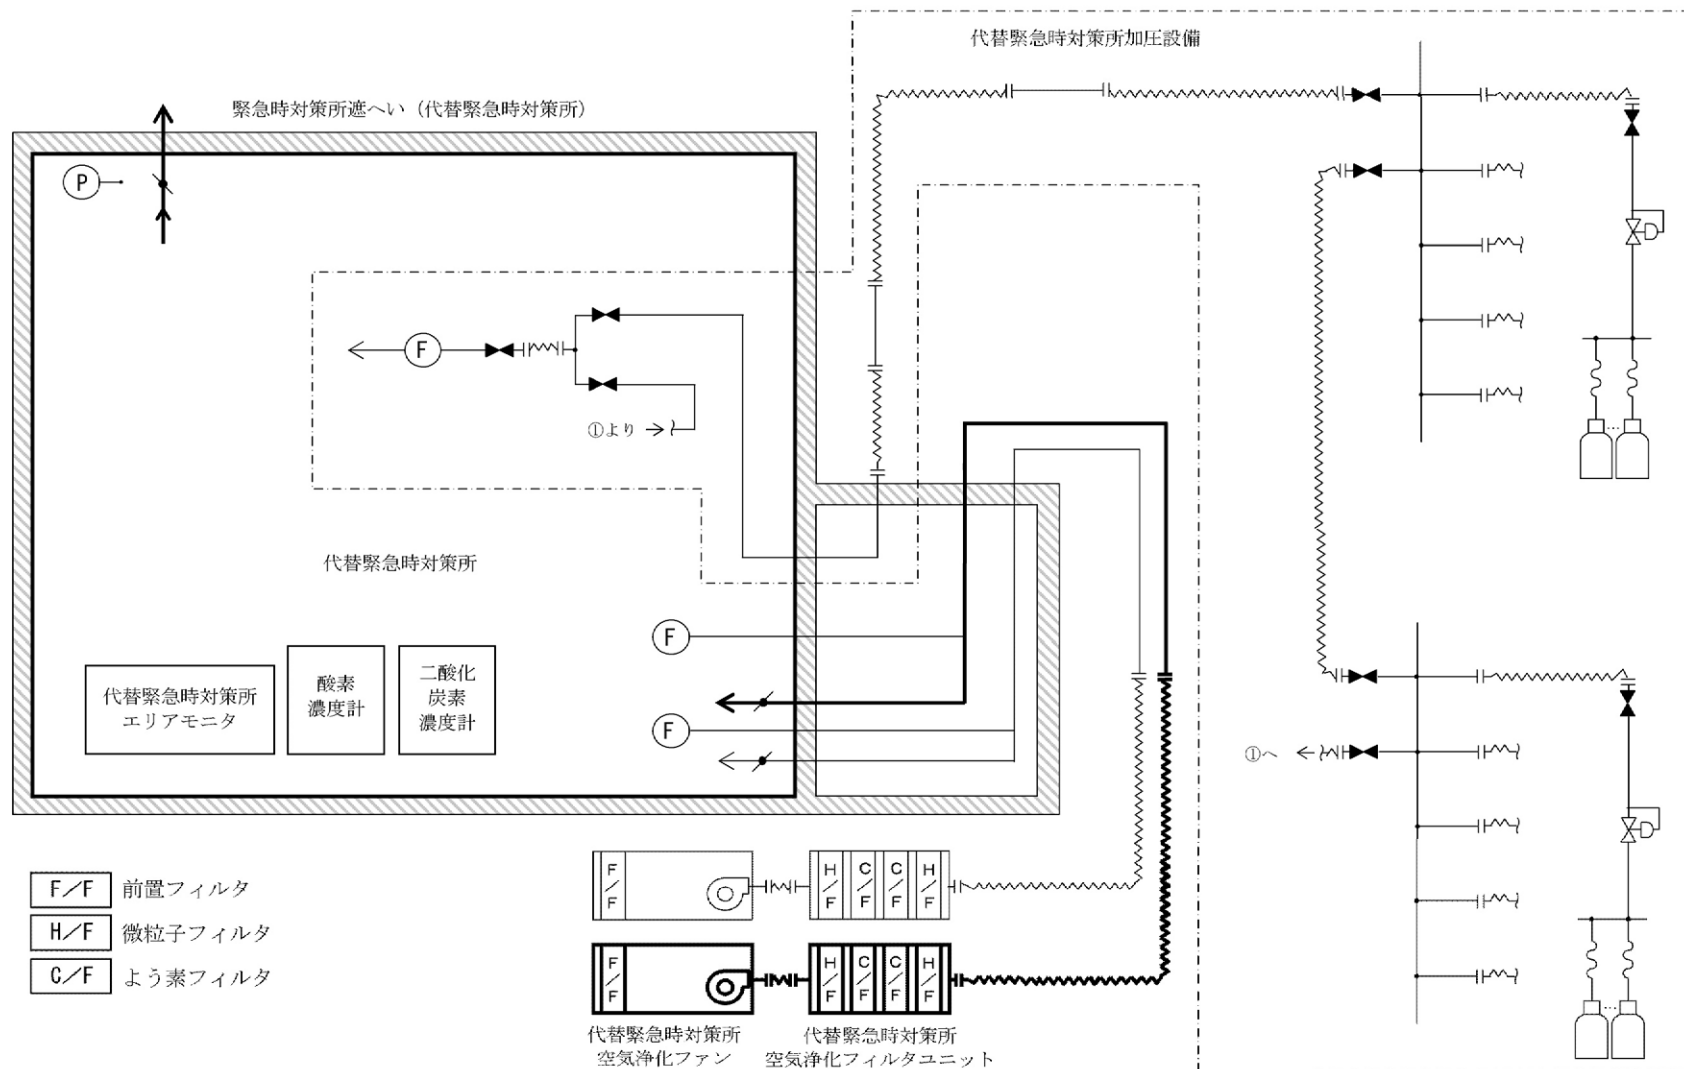 代替緊急時対策所加圧設備
緊急時対策所遮へい（代替緊急時対策所）
P
F
①より
代替緊急時対策所
F
F
代替緊急時対策所
エリアモニタ
酸素
濃度計
二酸化
炭素
濃度計
①へ
F/F 前置フィルタ
H/F 微粒子フィルタ
C/F よう素フィルタ
F/F
H/F C/F C/F H/F
F/F
H/F C/F C/F H/F
代替緊急時対策所
空気浄化ファン
代替緊急時対策所
空気浄化フィルタユニット